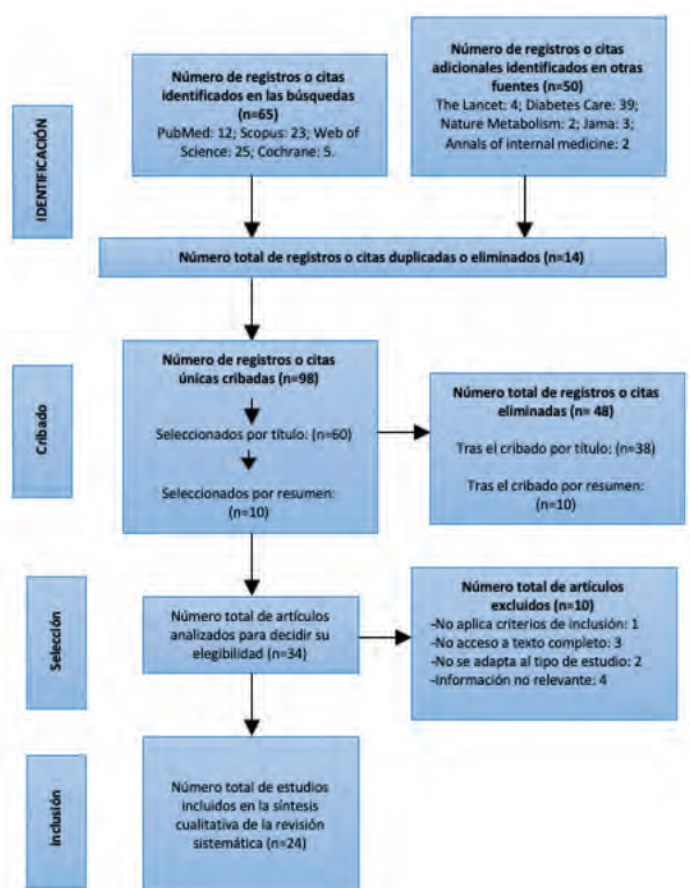 IDENTIFICACIÓN
Número de registros o citas
identificados en las búsquedas
(n=65)
PubMed: 12; Scopus: 23; Web of
Science: 25; Cochrane: 5.
Número de registros o citas
adicionales identificados en otras
fuentes (n=50)
The Lancet: 4; Diabetes Care: 39;
Nature Metabolism: 2; Jama: 3;
Annals of internal medicine: 2
Número total de registros o citas duplicadas o eliminados (n=14)
Cribado
Número de registros o citas
únicas cribadas (n=98)
Seleccionados por título: (n=60)
Seleccionados por resumen:
(n=10)
Número total de registros o citas
eliminadas (n= 48)
Tras el cribado por título: (n=38)
Tras el cribado por resumen:
(n=10)
Selección
Número total de artículos
analizados para decidir su
elegibilidad (n=34)
Número total de artículos
excluidos (n=10)
-No aplica criterios de inclusión: 1
-No acceso a texto completo: 3
-No se adapta al tipo de estudio: 2
-Información no relevante: 4
Inclusión
Número total de estudios
incluidos en la síntesis
cualitativa de la revisión
sistemática (n=24)